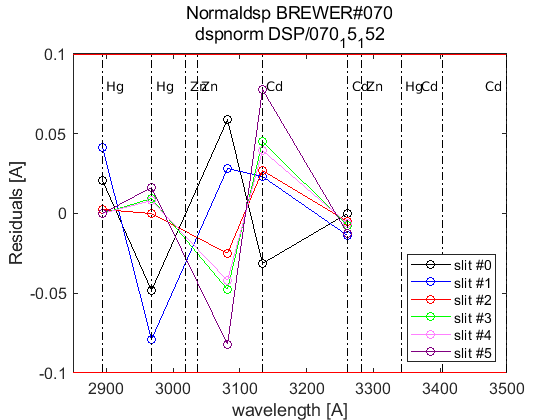 Normaldsp BREWER#070
dspnorm DSP/070₁5₁52
0.1
Hg Hg Zn Zn Cd Cd Zn Hg Cd Cd
0.05
0
-0.05
-0.1
Residuals [A]
slit #0
slit #1
slit #2
slit #3
slit #4
slit #5
2900 3000 3100 3200 3300 3400 3500
wavelength [A]